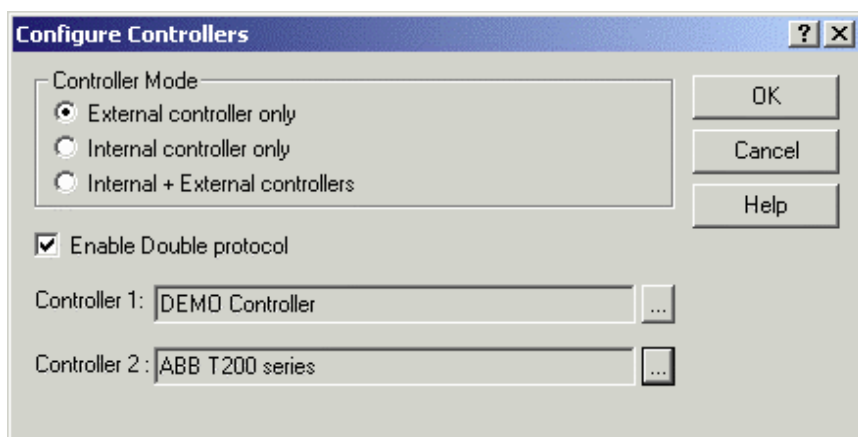 Configure Controllers
Controller Mode
External controller only
Internal controller only
Internal + External controllers
OK
Cancel
Help
Enable Double protocol
Controller 1: DEMO Controller ...
Controller 2 : ABB T200 series ...